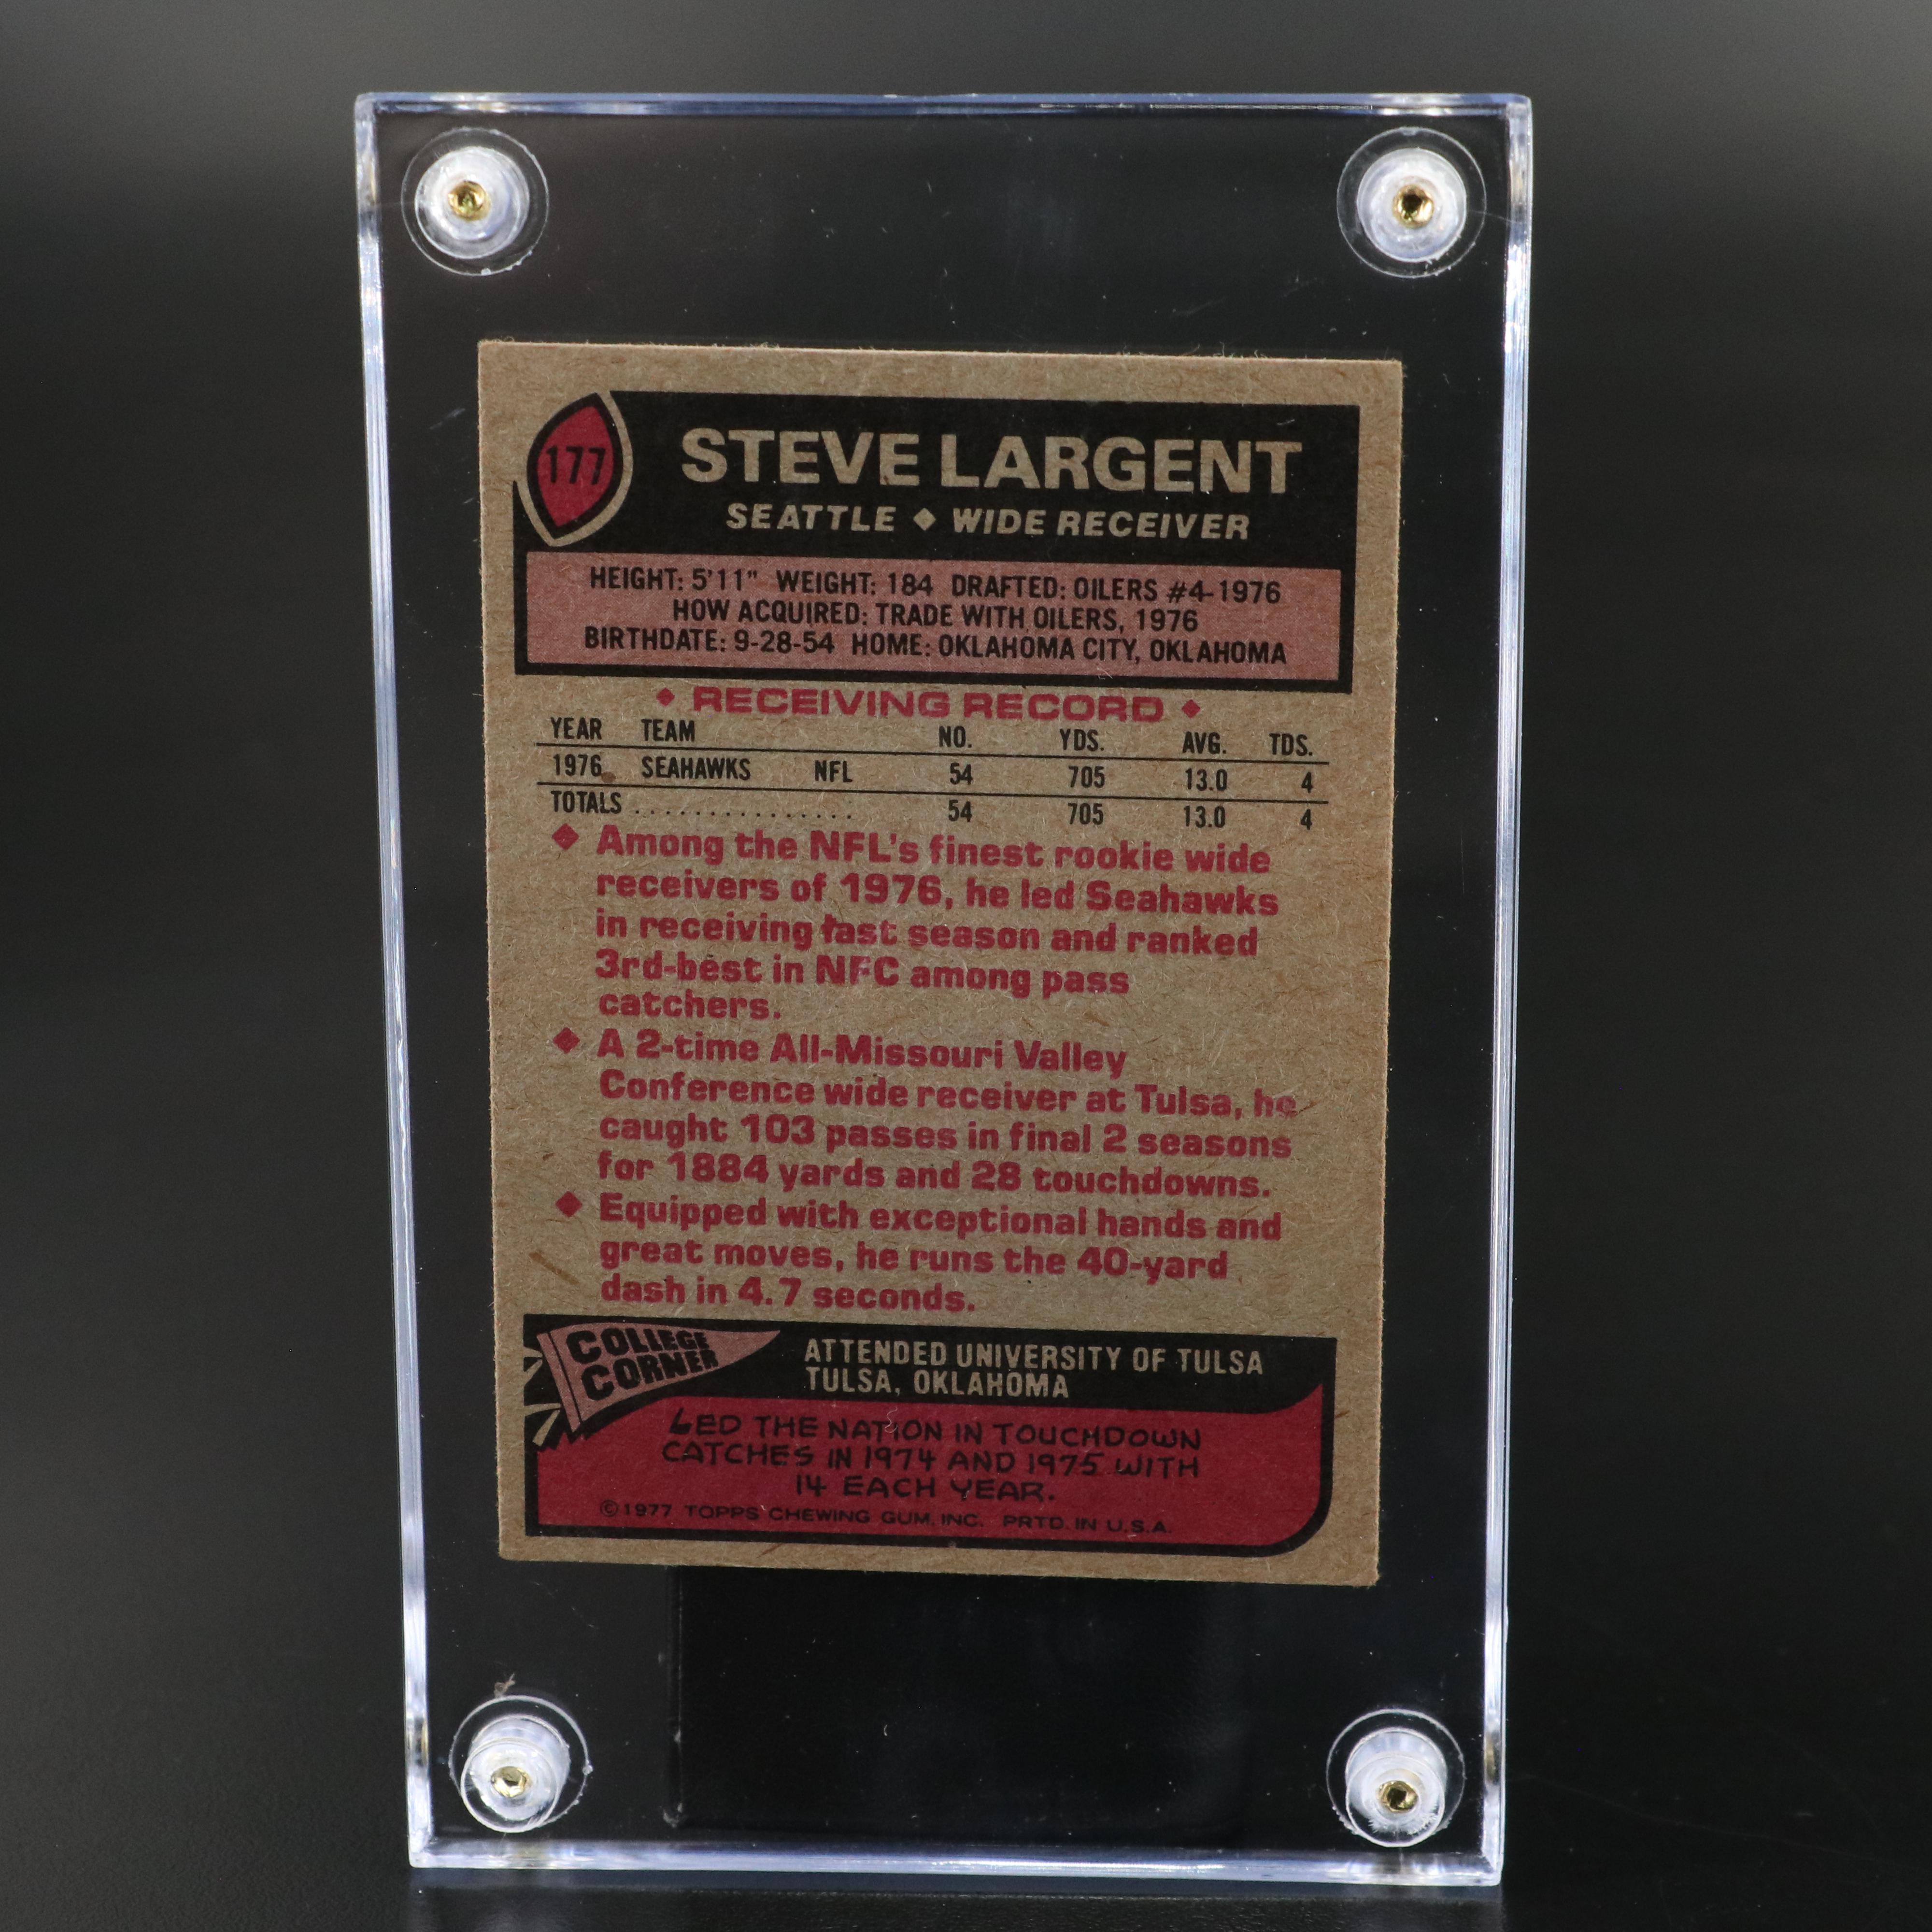 177
STEVE LARGENT
SEATTLE ◆ WIDE RECEIVER
HEIGHT: 5'11" WEIGHT: 184 DRAFTED: OILERS #4-1976
HOW ACQUIRED: TRADE WITH OILERS, 1976
BIRTHDATE: 9-28-54 HOME: OKLAHOMA CITY, OKLAHOMA
◆ RECEIVING RECORD ◆
YEAR TEAM NO. YDS. AVG. TDS.
1976 SEAHAWKS NFL 54 705 13.0 4
TOTALS ............... 54 705 13.0 4
◆ Among the NFL's finest rookie wide
receivers of 1976, he led Seahawks
in receiving last season and ranked
3rd-best in NFC among pass
catchers.
◆ A 2-time All-Missouri Valley
Conference wide receiver at Tulsa, he
caught 103 passes in final 2 seasons
for 1884 yards and 28 touchdowns.
◆ Equipped with exceptional hands and
great moves, he runs the 40-yard
dash in 4.7 seconds.
COLLEGE
CORNER
ATTENDED UNIVERSITY OF TULSA
TULSA, OKLAHOMA
LED THE NATION IN TOUCHDOWN
CATCHES IN 1974 AND 1975 WITH
14 EACH YEAR.
©1977 TOPPS CHEWING GUM, INC. PRTD. IN U.S.A.